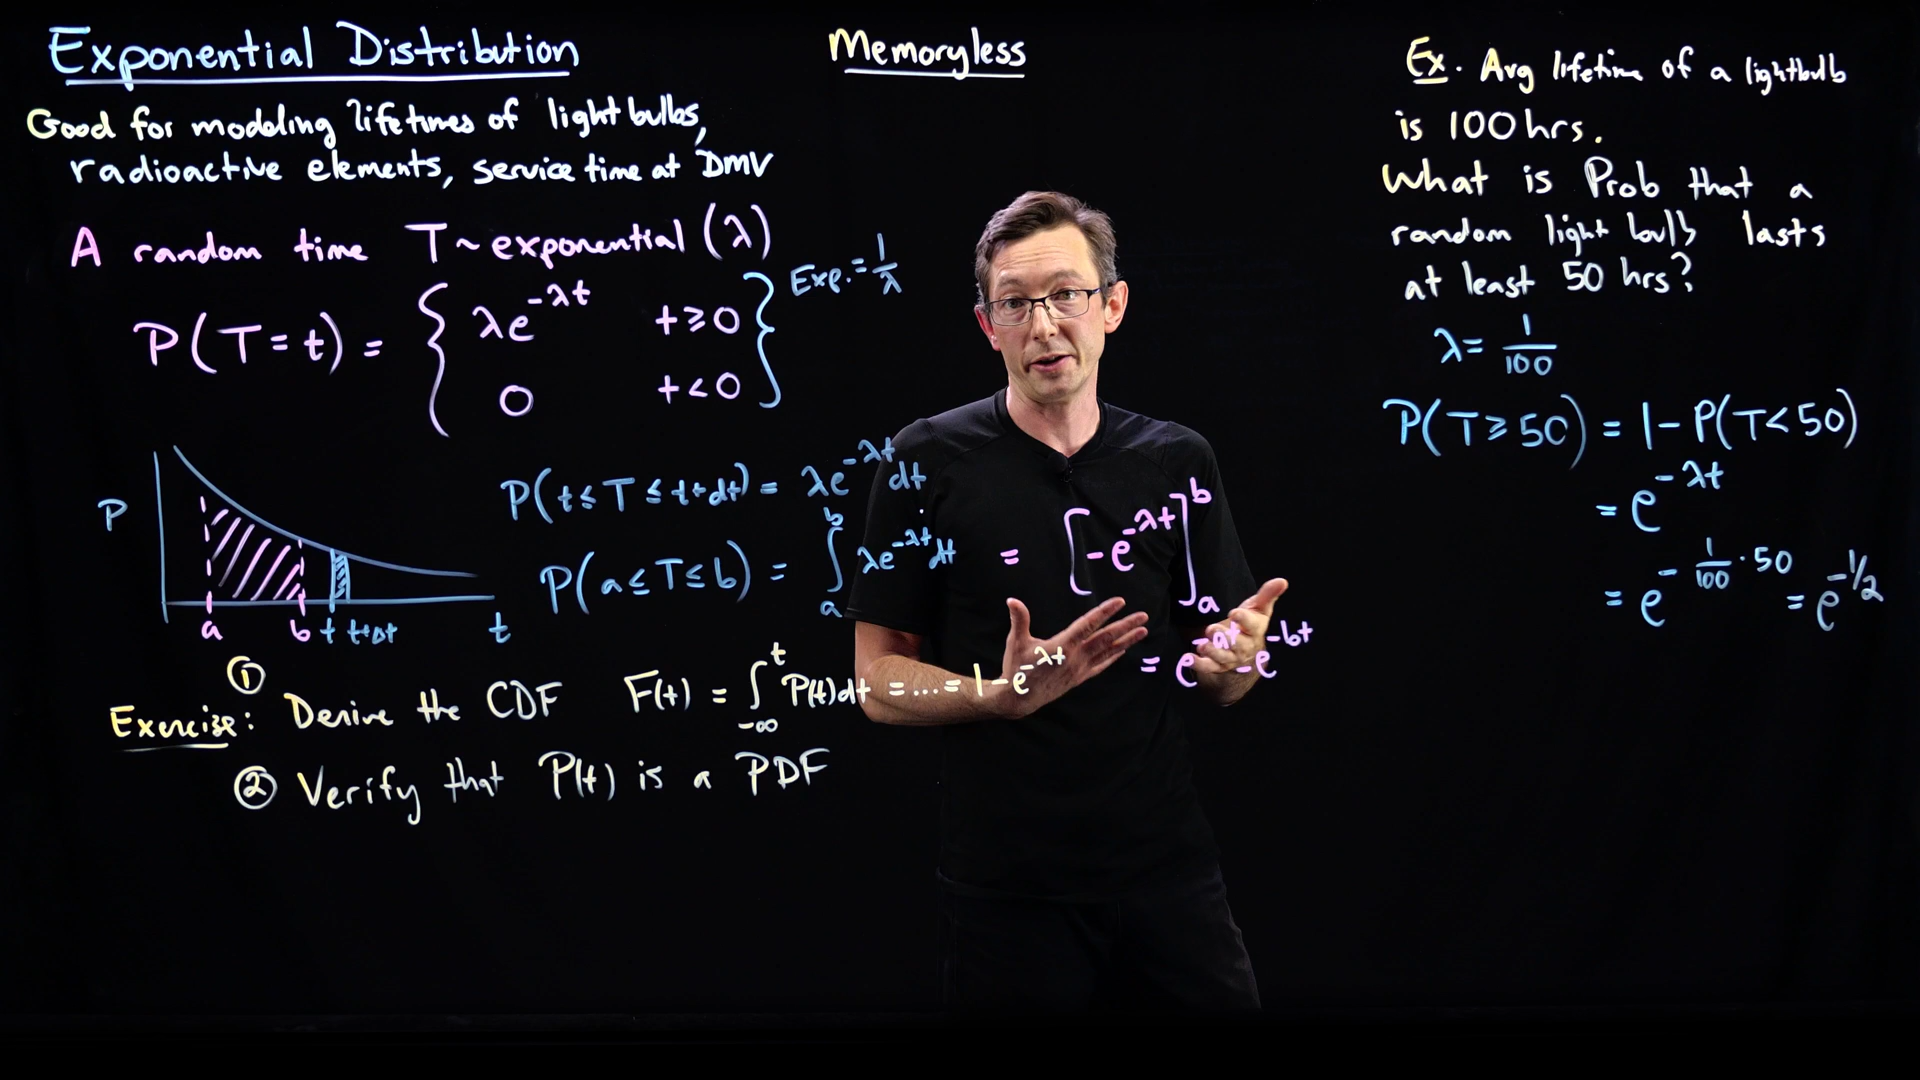 Exponential Distribution
Good for modeling lifetimes of light bulbs,
radioactive elements, service time at DMV
A random time T ~ exponential (λ)
P(T=t) = { λe^{-λt} t≥0
0 t<0 }
Exp. = 1/λ
P
a b t t+Δt t
P(t≤T≤t+dt) = λe^{-λt} dt
P(a≤T≤b) = ∫_a^b λe^{-λt} dt = [-e^{-λt}]_a^b
= e^{-at} - e^{-bt}
Exercise: ① Derive the CDF F(t) = ∫_{-∞}^t P(t)dt = ... = 1-e^{-λt}
② Verify that P(t) is a PDF
Memoryless
Ex. Avg lifetime of a lightbulb
is 100 hrs.
What is Prob that a
random light bulb lasts
at least 50 hrs?
λ = 1/100
P(T≥50) = 1-P(T<50)
= e^{-λt}
= e^{-1/100·50} = e^{-1/2}